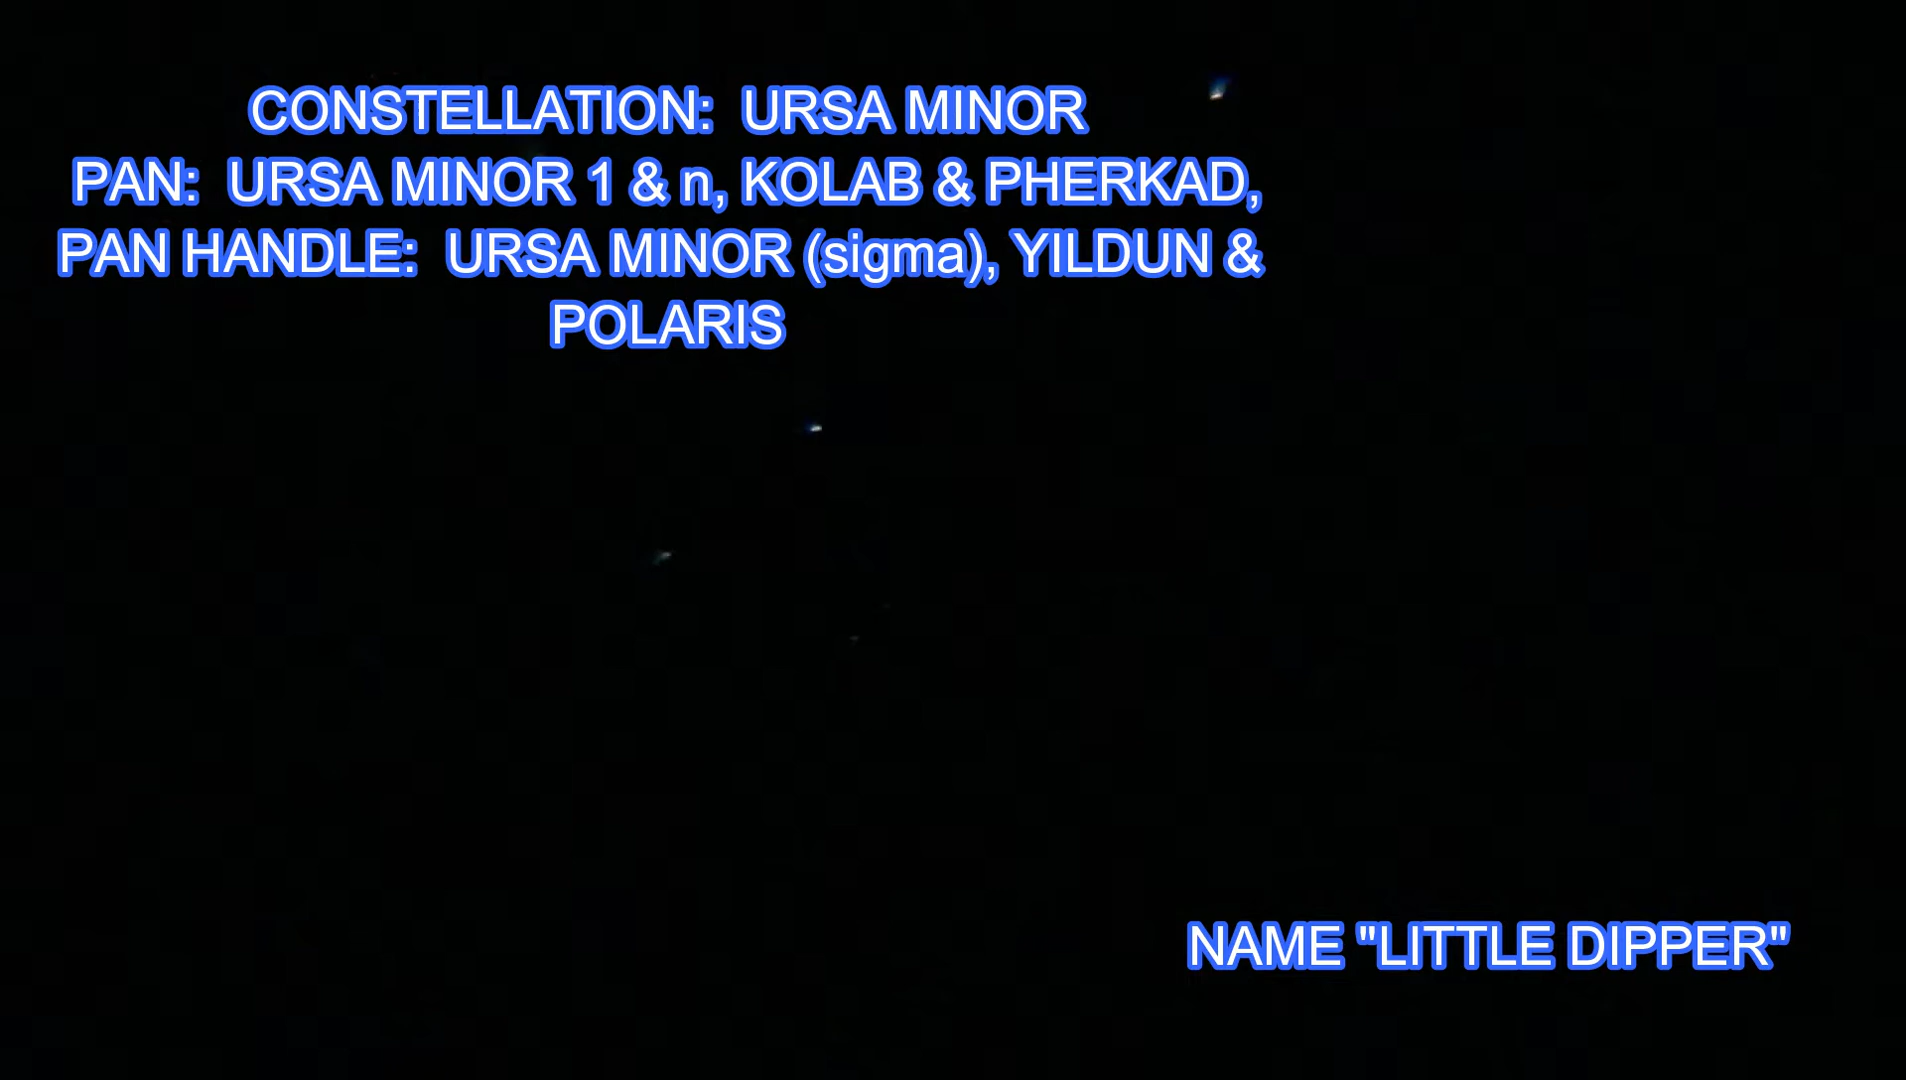 CONSTELLATION:  URSA MINOR
PAN:  URSA MINOR 1 & n, KOLAB & PHERKAD,
PAN HANDLE:  URSA MINOR (sigma), YILDUN &
POLARIS
NAME "LITTLE DIPPER"